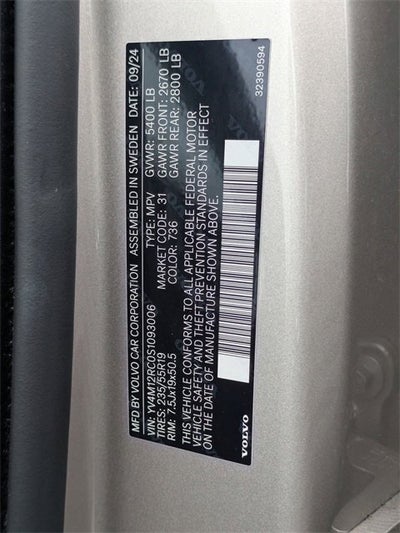 MFD BY VOLVO CAR CORPORATION ASSEMBLED IN SWEDEN DATE: 09/24
VIN: YV4M12RC0S1093006 TYPE: MPV GVWR: 5400 LB
TIRES: 235/55R19 MARKET CODE: 31 GAWR FRONT: 2670 LB
RIM: 7.5Jx19x50.5 COLOR: 736 GAWR REAR: 2800 LB
THIS VEHICLE CONFORMS TO ALL APPLICABLE FEDERAL MOTOR
VEHICLE SAFETY AND THEFT PREVENTION STANDARDS IN EFFECT
ON THE DATE OF MANUFACTURE SHOWN ABOVE.
VOLVO 32390594